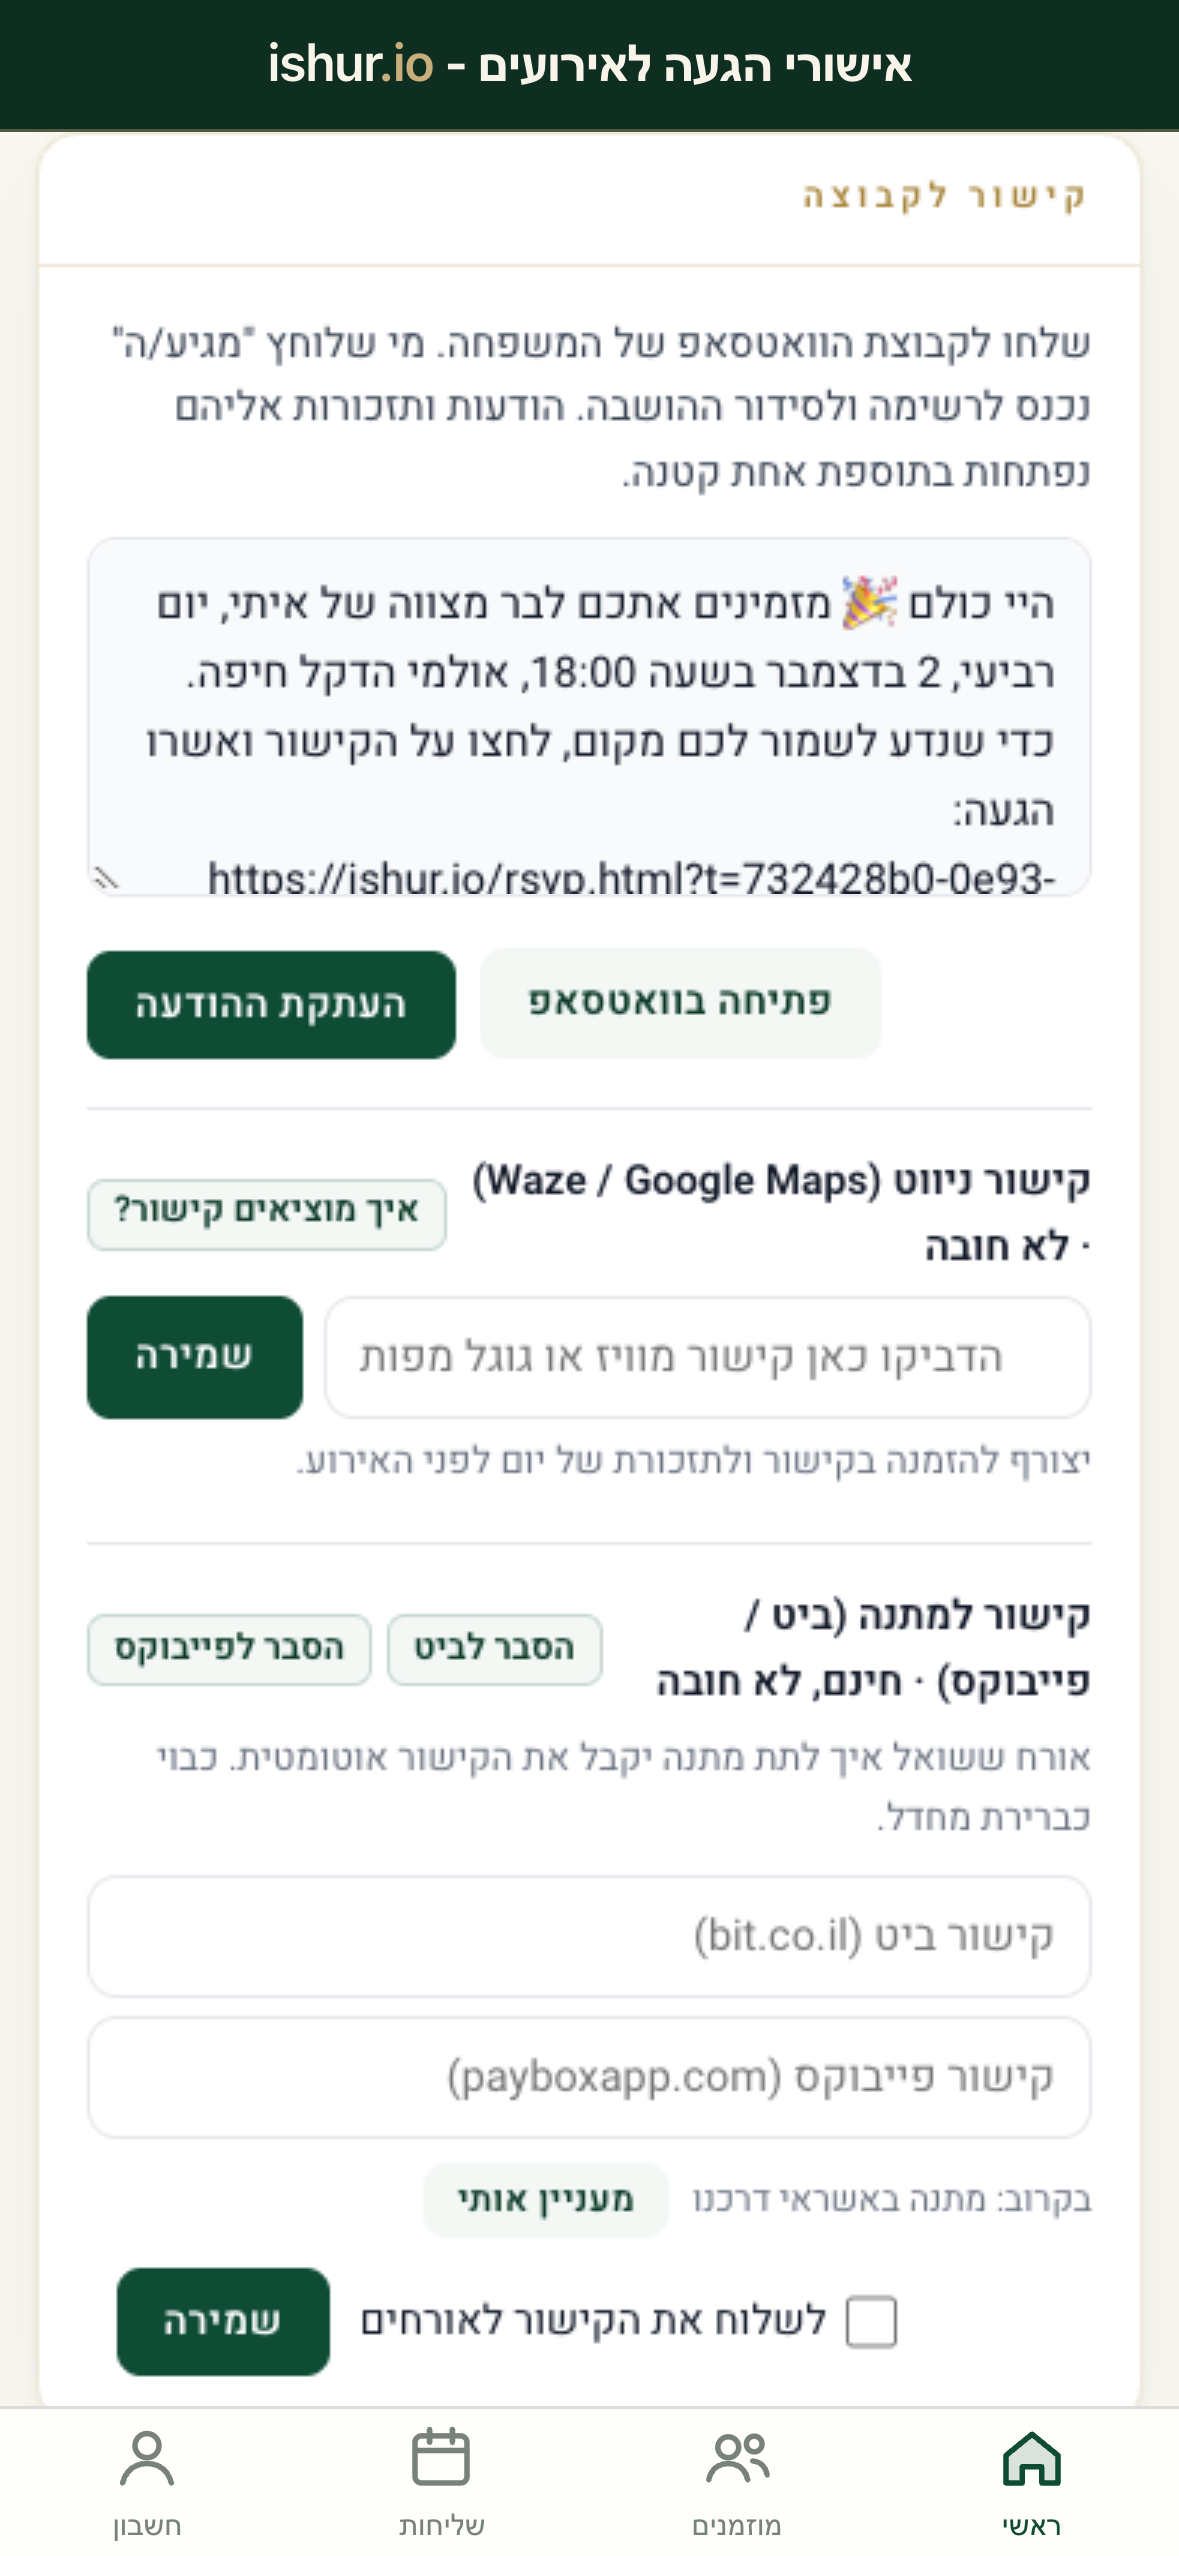 אישורי הגעה לאירועים - ishur.io
קישור לקבוצה
שלחו לקבוצת הוואטסאפ של המשפחה. מי שלוחץ "מגיע/ה"
נכנס לרשימה ולסידור ההושבה. הודעות ותזכורות אליהם
נפתחות בתוספת אחת קטנה.
היי כולם 🎉 מזמינים אתכם לבר מצווה של איתי, יום
רביעי, 2 בדצמבר בשעה 18:00, אולמי הדקל חיפה.
כדי שנדע לשמור לכם מקום, לחצו על הקישור ואשרו
הגעה:
https://ishur.io/rsvp.html?t=732428b0-0e93-
פתיחה בוואטסאפ
העתקת ההודעה
קישור ניווט (Waze / Google Maps)
· לא חובה
איך מוציאים קישור?
הדביקו כאן קישור מוויז או גוגל מפות
שמירה
יצורף להזמנה בקישור ולתזכורת של יום לפני האירוע.
קישור למתנה (ביט /
פייבוקס) · חינם, לא חובה
הסבר לביט
הסבר לפייבוקס
אורח ששואל איך לתת מתנה יקבל את הקישור אוטומטית. כבוי
כברירת מחדל.
קישור ביט (bit.co.il)
קישור פייבוקס (payboxapp.com)
בקרוב: מתנה באשראי דרכנו
מעניין אותי
לשלוח את הקישור לאורחים
שמירה
ראשי
מוזמנים
שליחות
חשבון